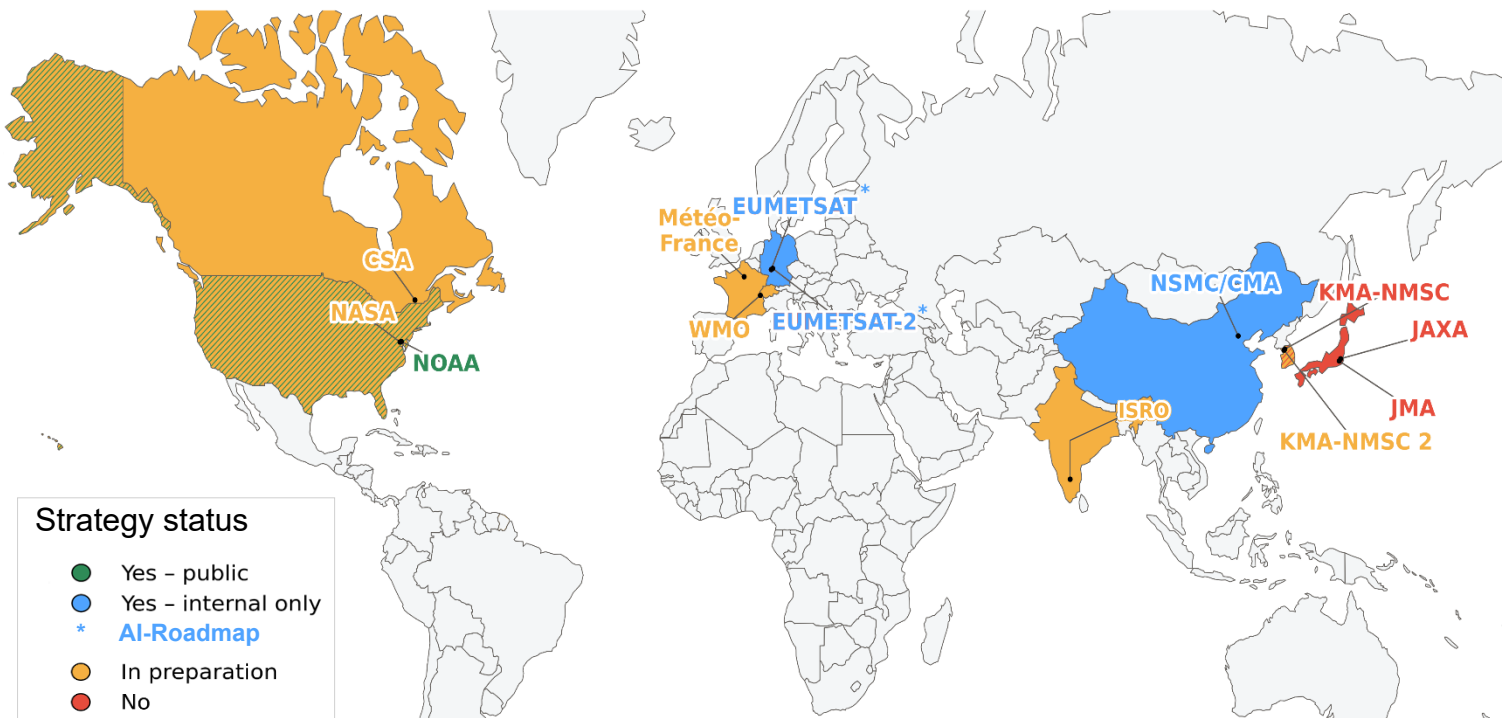 CSA
NASA
NOAA
Météo-
France
EUMETSAT
*
WMO
EUMETSAT-2
*
NSMC/CMA
KMA-NMSC
JAXA
JMA
KMA-NMSC 2
ISRO
Strategy status
Yes – public
Yes – internal only
* AI-Roadmap
In preparation
No